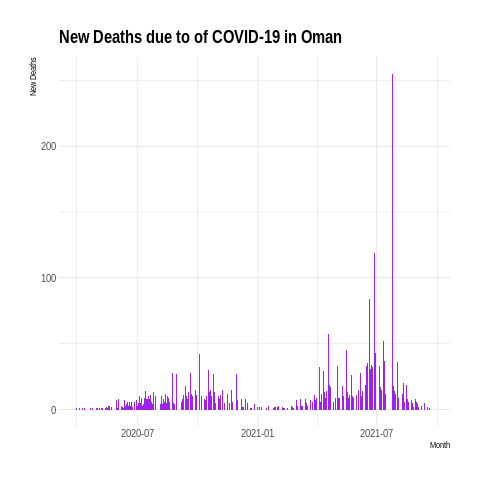 New Deaths due to of COVID-19 in Oman
New Deaths
200
100
0
2020-07
2021-01
2021-07
Month